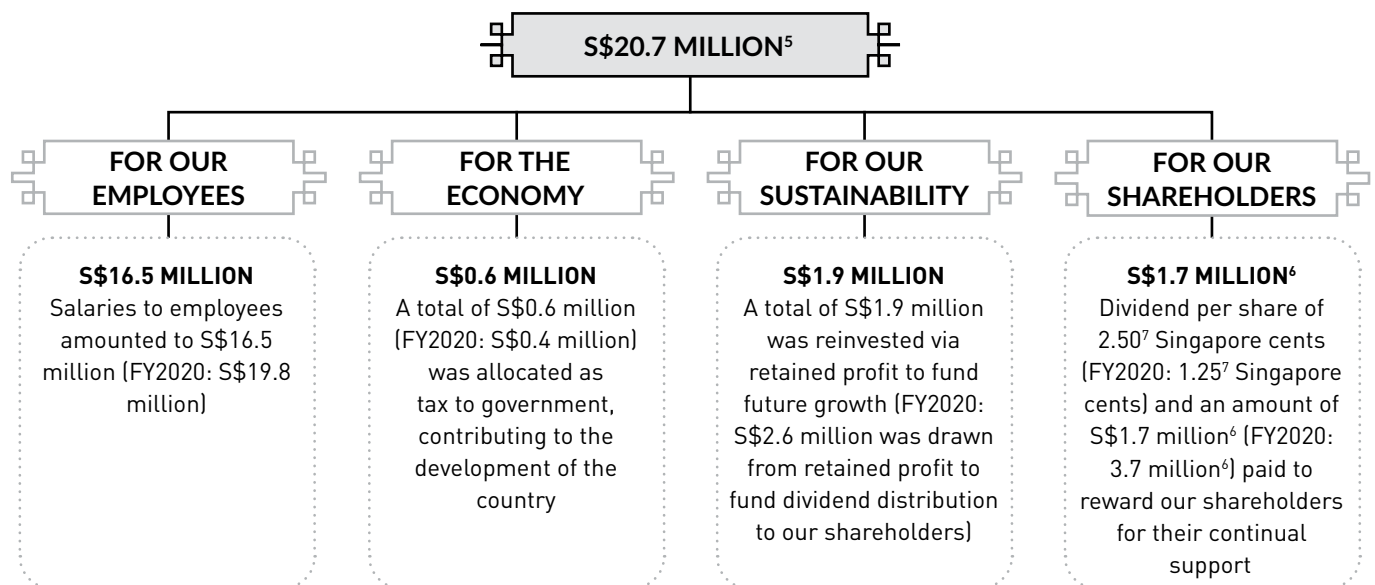 S$20.7 MILLION⁵
FOR OUR
EMPLOYEES
S$16.5 MILLION
Salaries to employees
amounted to S$16.5
million (FY2020: S$19.8
million)
FOR THE
ECONOMY
S$0.6 MILLION
A total of S$0.6 million
(FY2020: S$0.4 million)
was allocated as
tax to government,
contributing to the
development of the
country
FOR OUR
SUSTAINABILITY
S$1.9 MILLION
A total of S$1.9 million
was reinvested via
retained profit to fund
future growth (FY2020:
S$2.6 million was drawn
from retained profit to
fund dividend distribution
to our shareholders)
FOR OUR
SHAREHOLDERS
S$1.7 MILLION⁶
Dividend per share of
2.50⁷ Singapore cents
(FY2020: 1.25⁷ Singapore
cents) and an amount of
S$1.7 million⁶ (FY2020:
3.7 million⁶) paid to
reward our shareholders
for their continual
support